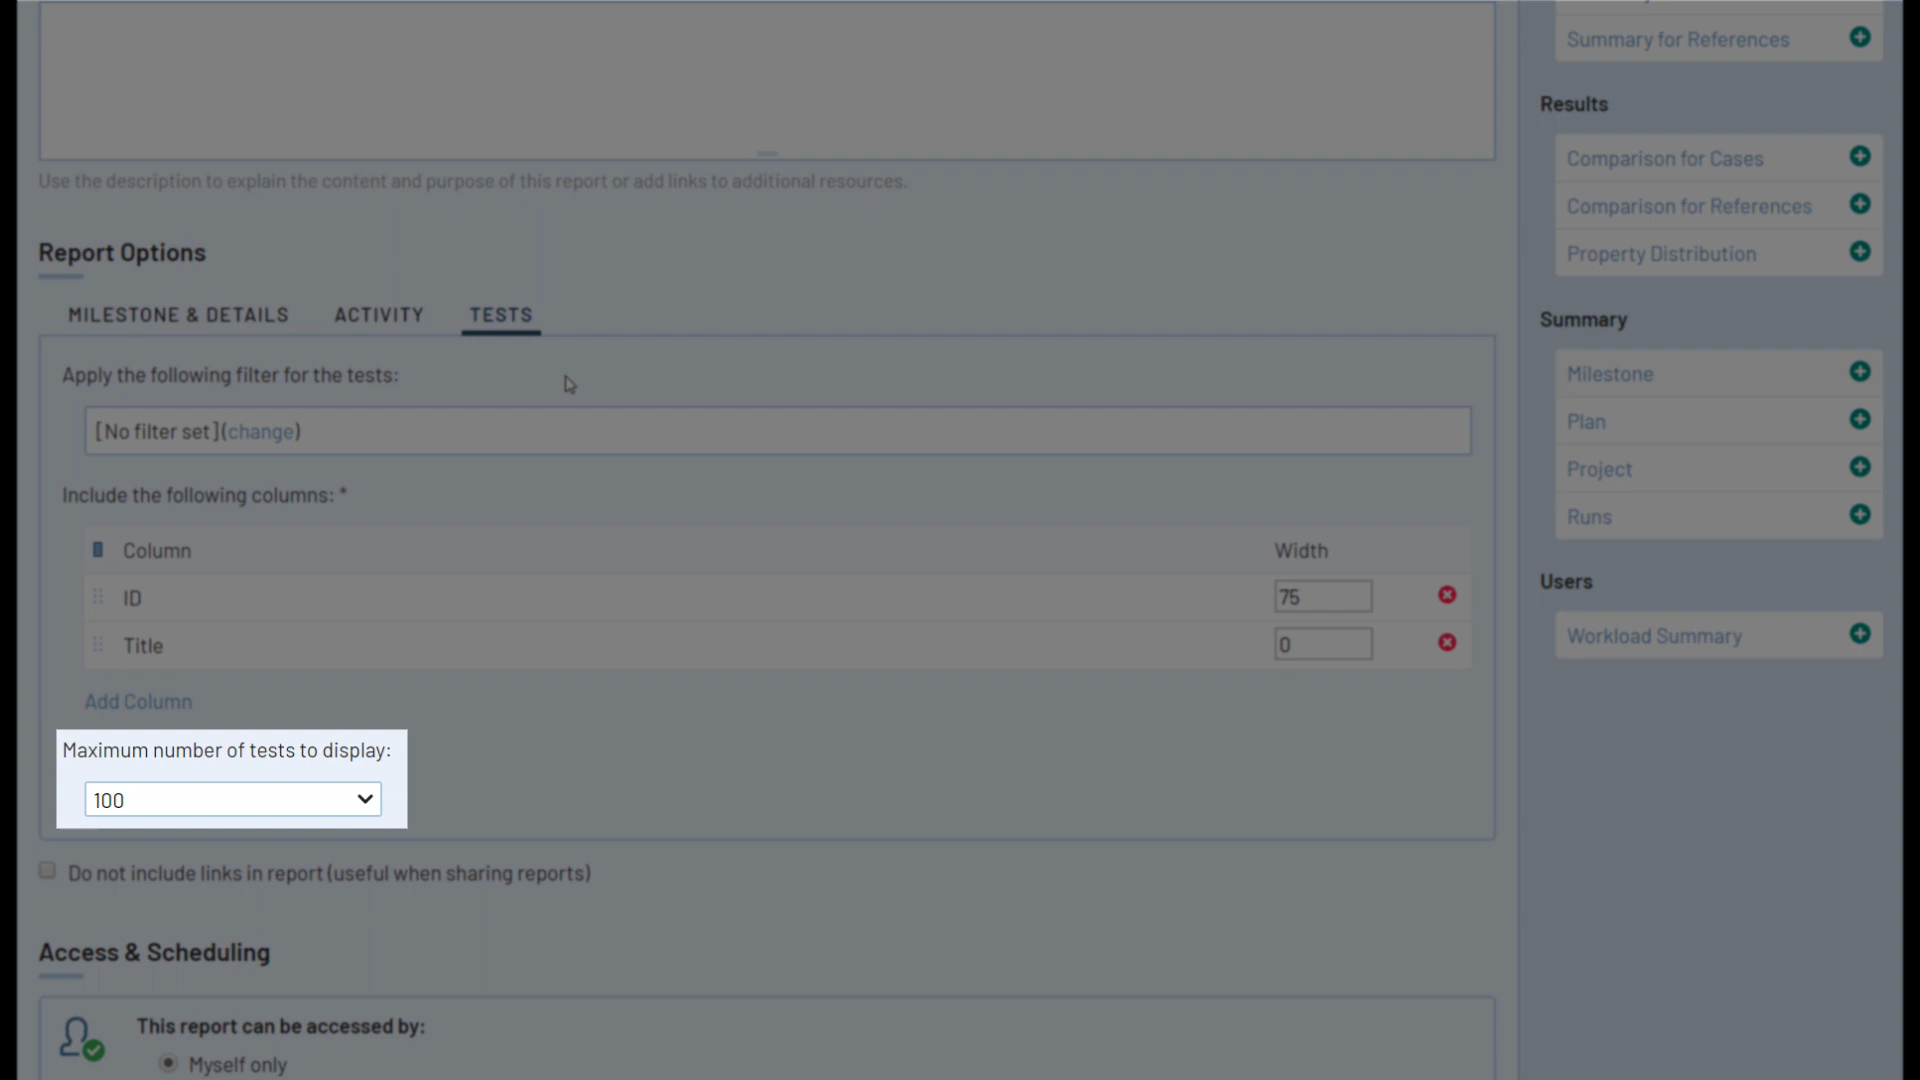 Summary for References
Use the description to explain the content and purpose of this report or add links to additional resources.
Report Options
MILESTONE & DETAILS
ACTIVITY
TESTS
Apply the following filter for the tests:
[No filter set](change)
Include the following columns: *
Column Width
ID 75
Title 0
Add Column
Maximum number of tests to display:
100
Do not include links in report (useful when sharing reports)
Access & Scheduling
This report can be accessed by:
Myself only
Results
Comparison for Cases
Comparison for References
Property Distribution
Summary
Milestone
Plan
Project
Runs
Users
Workload Summary